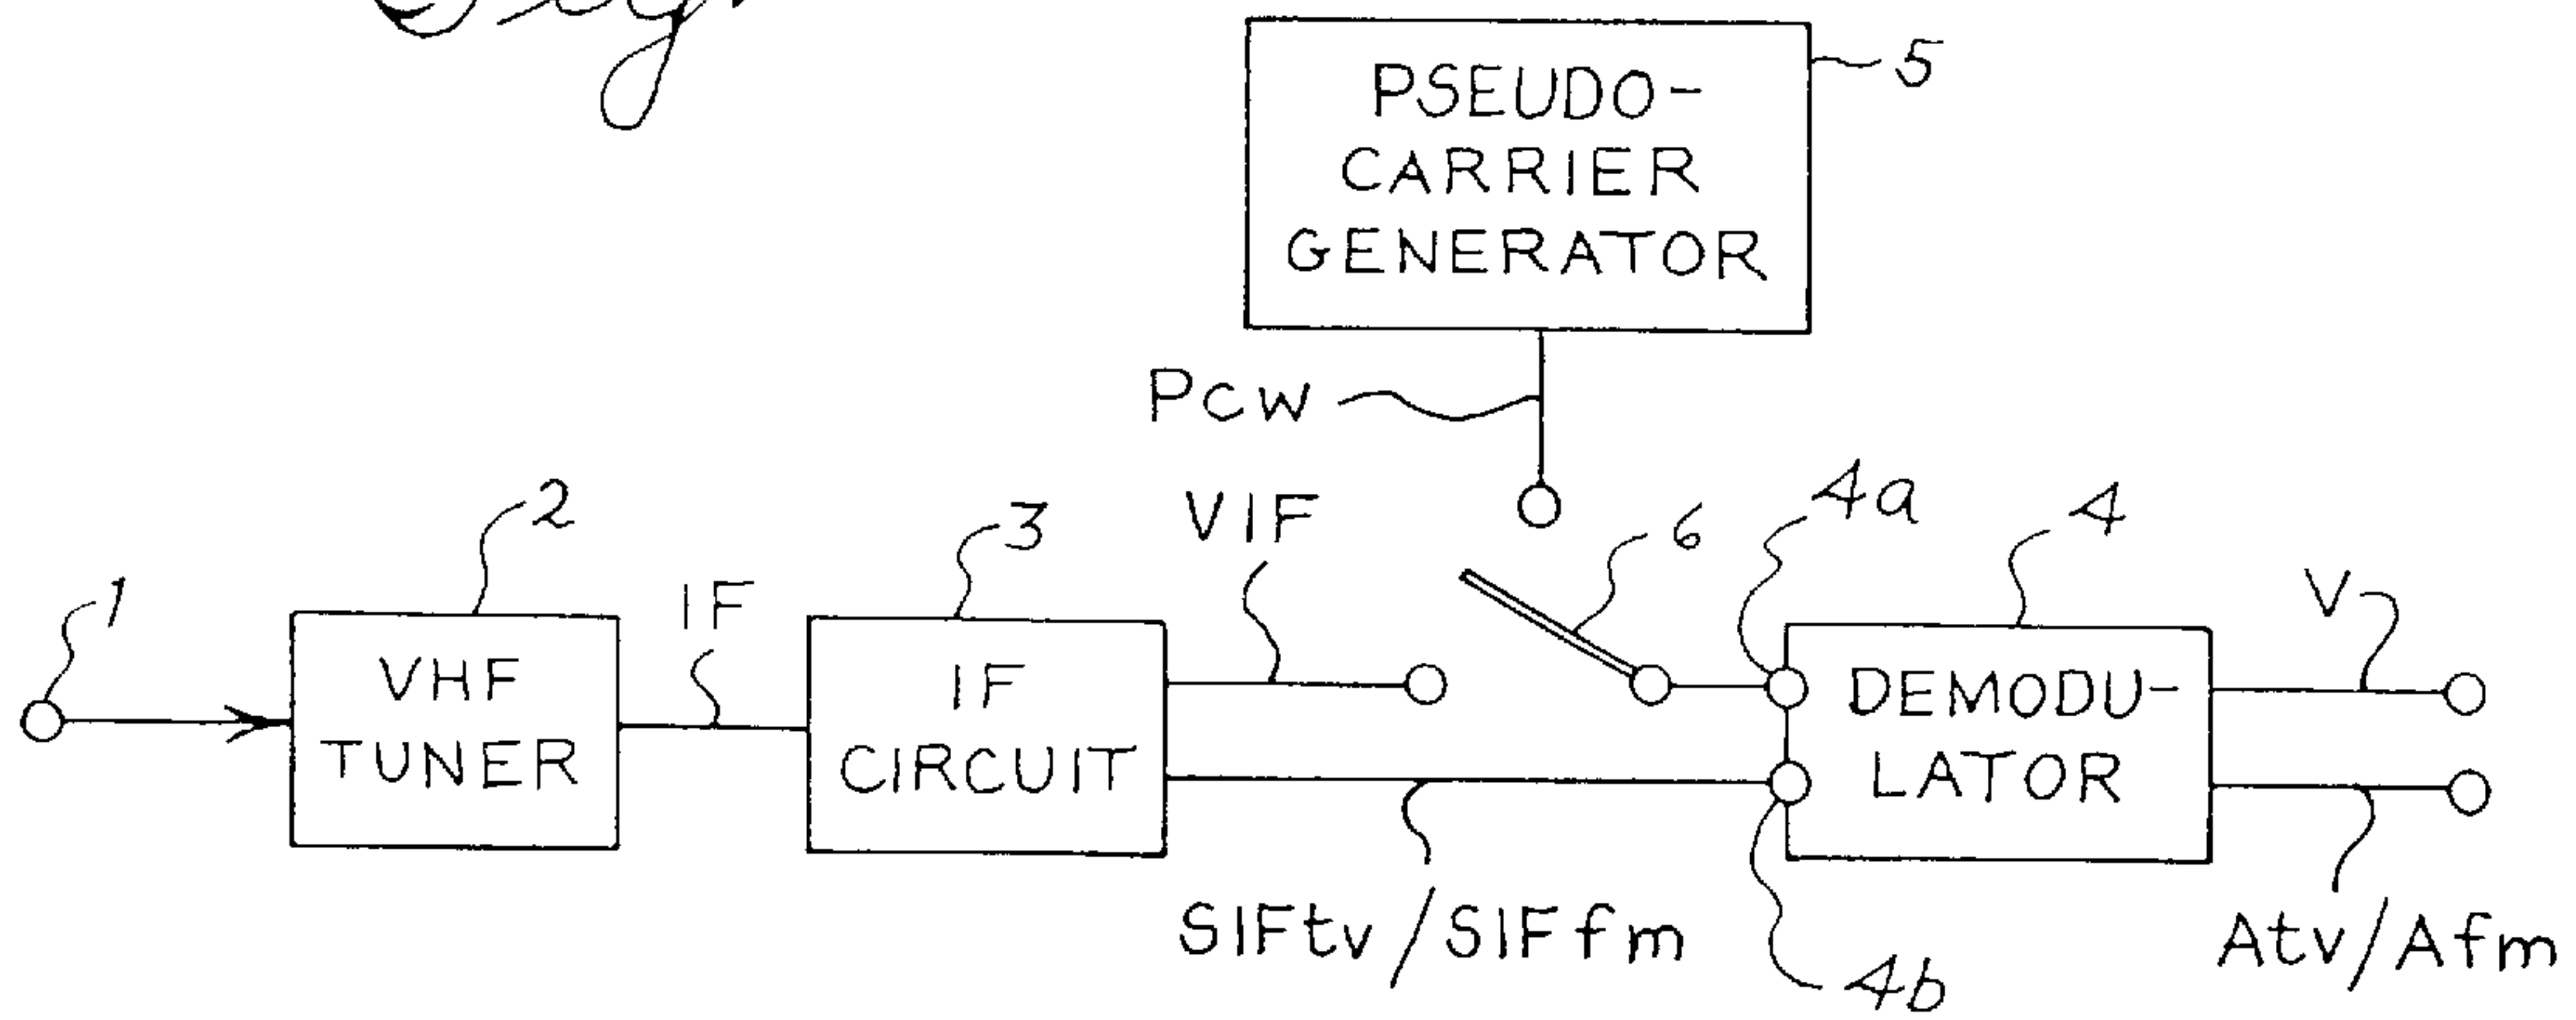 PSEUDO-
CARRIER
GENERATOR
5
Pcw
VIF
4a
4
2
3
6
1
IF
V
VHF
TUNER
IF
CIRCUIT
DEMODU-
LATOR
SIFtv/SIFfm
Atv/Afm
4b